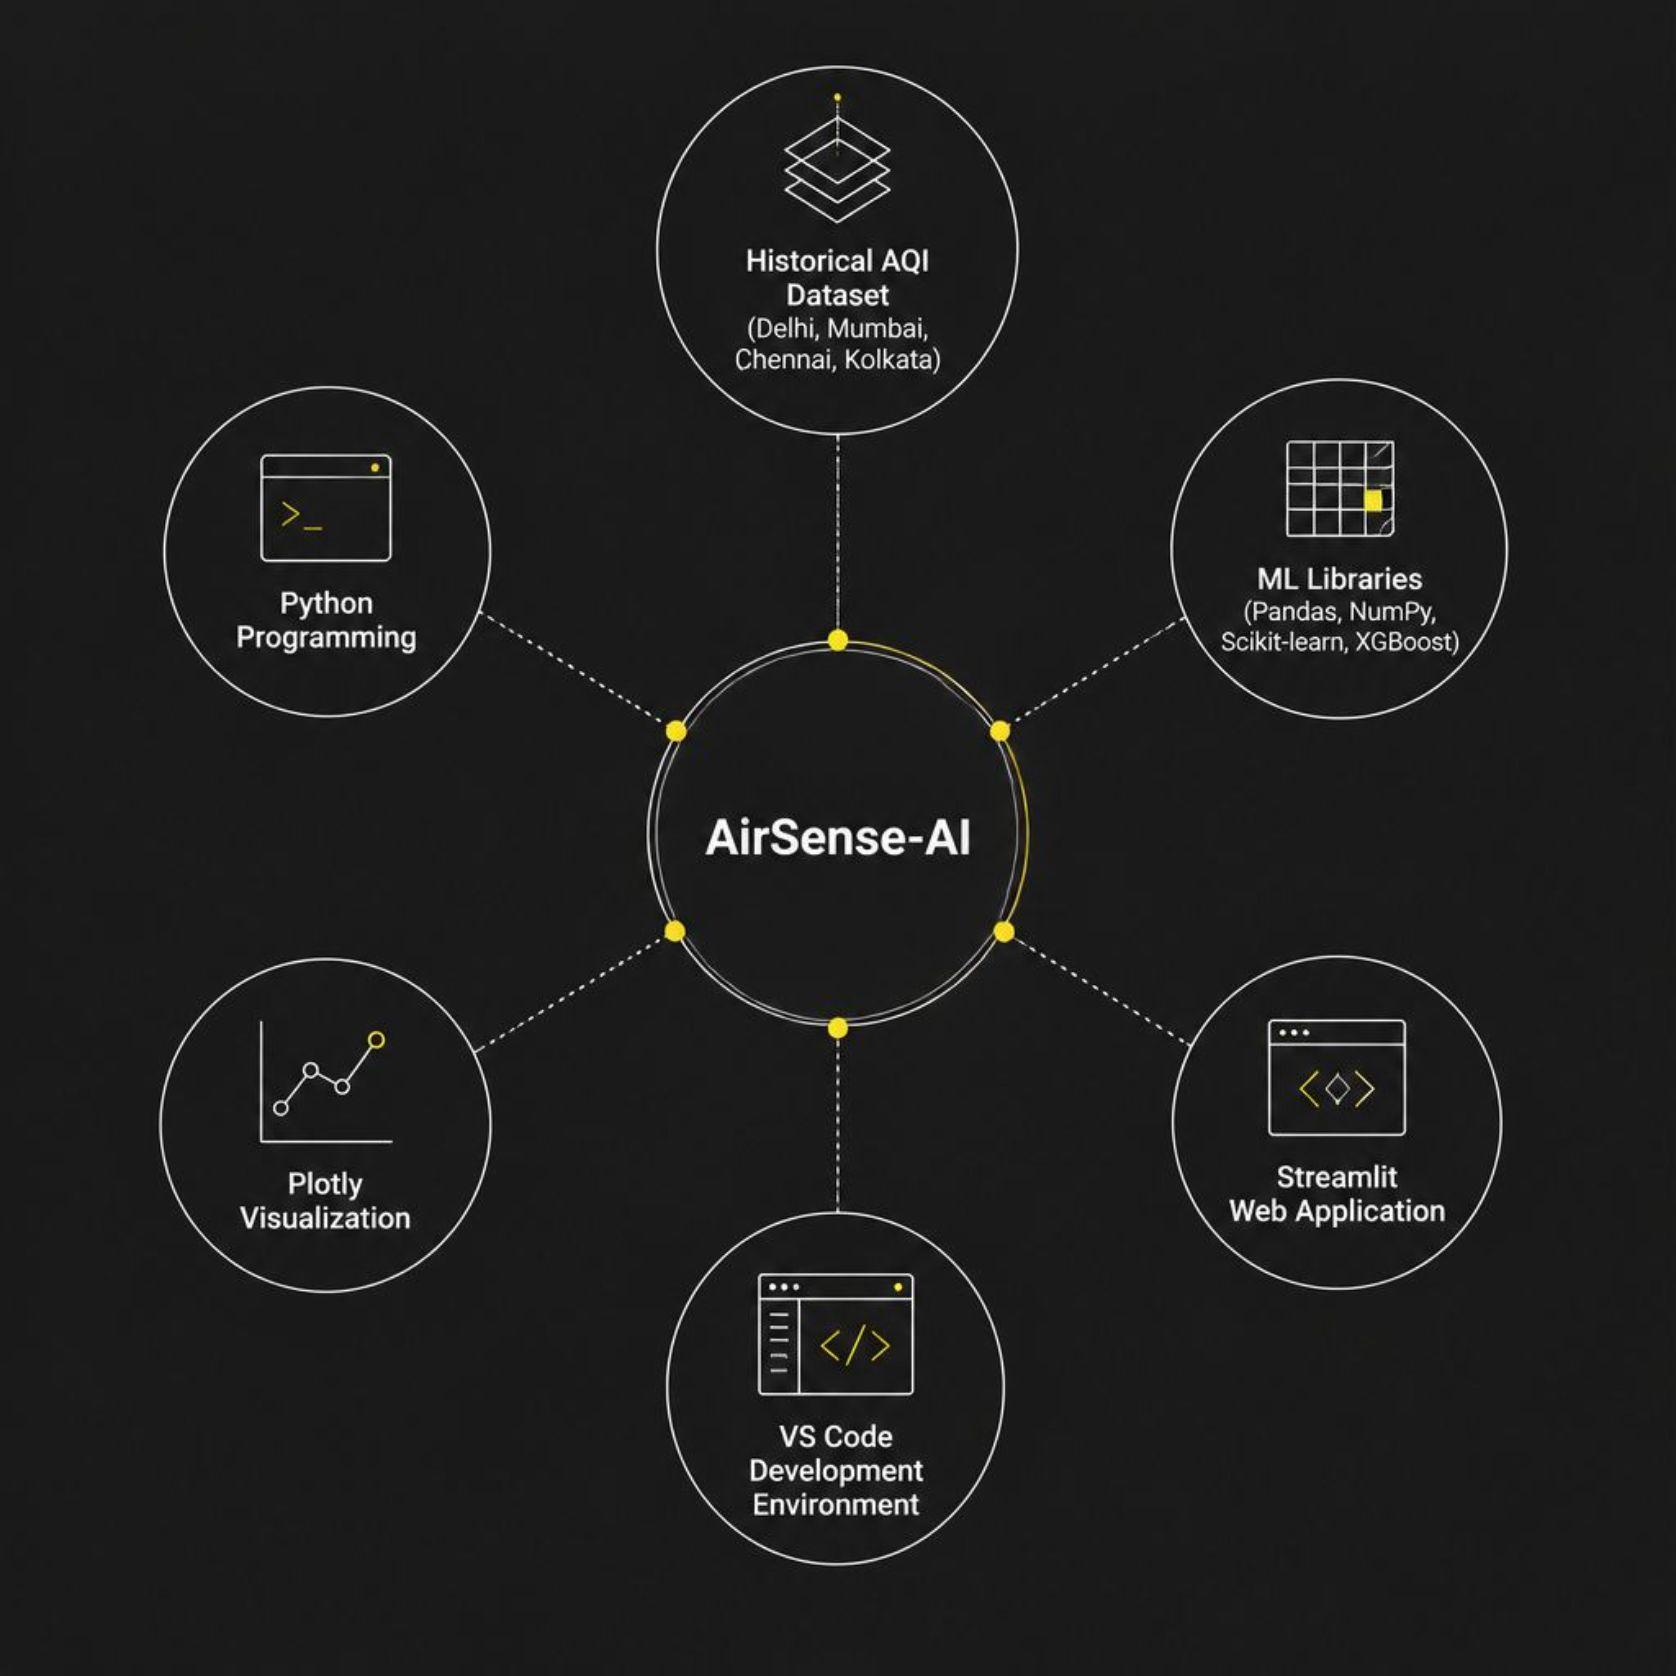 Historical AQI
Dataset
(Delhi, Mumbai,
Chennai, Kolkata)
Python
Programming
>_
ML Libraries
(Pandas, NumPy,
Scikit-learn, XGBoost)
AirSense-AI
Plotly
Visualization
Streamlit
Web Application
</>
VS Code
Development
Environment